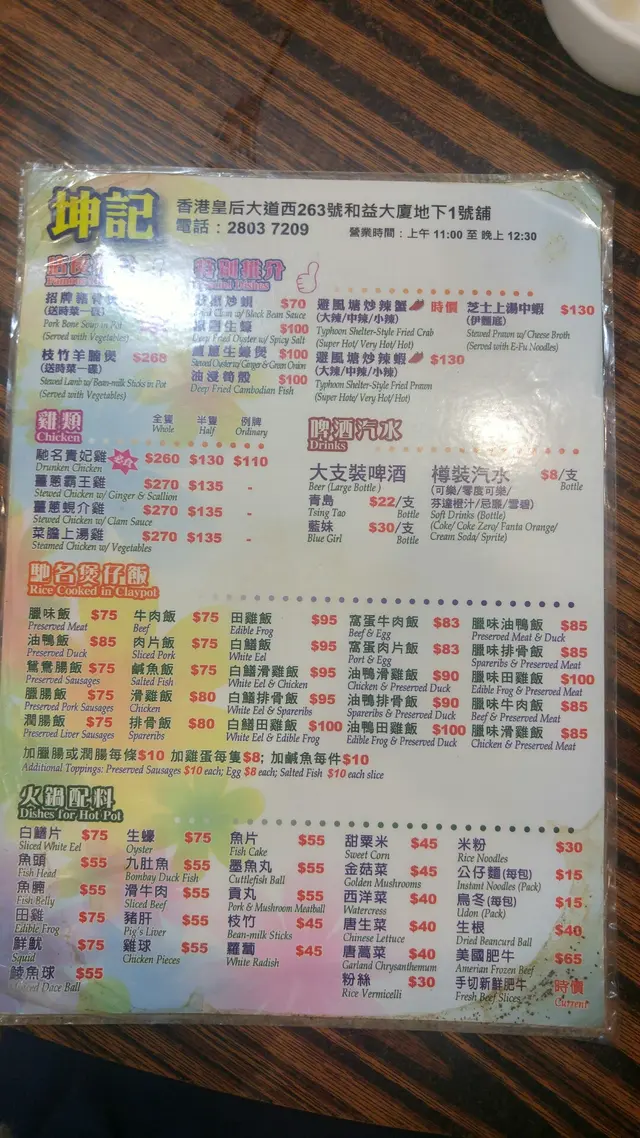 坤記
香港皇后大道西263號和益大廈地下1號舖
電話：2803 7209 營業時間：上午 11:00 至 晚上 12:30
特別推介
招牌豬骨煲
(送時菜一碟)
Pork Bone Soup in Pot
(Served with Vegetables)
枝竹羊腩煲 $268
(送時菜一碟)
Stewed Lamb w/Bean-milk Sticks in Pot
(Served with Vegetables)
$70
Fried Clam w/ Black Bean Sauce
生蠔 $100
Deep Fried Oyster w/ Spicy Salt
薑蔥生蠔煲 $100
Stewed Oyster w/ Ginger & Green Onion
油浸筍殼 $100
Deep Fried Cambodian Fish
避風塘炒辣蟹 時價
(大辣/中辣/小辣)
Typhoon Shelter-Style Fried Crab
(Super Hot/ Very Hot/ Hot)
避風塘炒辣蝦 $130
(大辣/中辣/小辣)
Typhoon Shelter-Style Fried Prawn
(Super Hot/ Very Hot/ Hot)
芝士上湯中蝦 $130
(伊麵底)
Stewed Prawn w/ Cheese Broth
(Served with E-Fu Noodles)
雞類 全隻 半隻 例牌
Chicken Whole Half Ordinary
馳名貴妃雞 $260 $130 $110
Drunken Chicken
薑蔥霸王雞 $270 $135 -
Stewed Chicken w/ Ginger & Scallion
薑蔥蜆介雞 $270 $135 -
Stewed Chicken w/ Clam Sauce
菜膽上湯雞 $270 $135 -
Steamed Chicken w/ Vegetables
啤酒汽水
Drinks
大支裝啤酒
Beer (Large Bottle)
青島 $22/支
Tsing Tao Bottle
藍妹 $30/支
Blue Girl Bottle
樽裝汽水 $8/支
(可樂/零度可樂/ Bottle
芬達橙汁/忌廉/雪碧)
Soft Drinks (Bottle)
(Coke/ Coke Zero/ Fanta Orange/
Cream Soda/ Sprite)
馳名煲仔飯
Rice Cooked in Claypot
臘味飯 $75 牛肉飯 $75 田雞飯 $95 窩蛋牛肉飯 $83 臘味油鴨飯 $85
Preserved Meat Beef Edible Frog Beef & Egg Preserved Meat & Duck
油鴨飯 $85 肉片飯 $75 白鱔飯 $95 窩蛋肉片飯 $83 臘味排骨飯 $85
Preserved Duck Sliced Pork White Eel Port & Egg Spareribs & Preserved Meat
鴛鴦腸飯 $75 鹹魚飯 $75 白鱔滑雞飯 $95 油鴨滑雞飯 $90 臘味田雞飯 $100
Preserved Sausages Salted Fish White Eel & Chicken Chicken & Preserved Duck Edible Frog & Preserved Meat
臘腸飯 $75 滑雞飯 $80 白鱔排骨飯 $95 油鴨排骨飯 $90 臘味牛肉飯 $85
Preserved Pork Sausages Chicken White Eel & Spareribs Spareribs & Preserved Duck Beef & Preserved Meat
潤腸飯 $75 排骨飯 $80 白鱔田雞飯 $100 油鴨田雞飯 $100 臘味滑雞飯 $85
Preserved Liver Sausages Spareribs White Eel & Edible Frog Edible Frog & Preserved Duck Chicken & Preserved Meat
加臘腸或潤腸每條$10 加雞蛋每隻$8; 加鹹魚每件$10
Additional Toppings: Preserved Sausages $10 each; Egg $8 each; Salted Fish $10 each slice
火鍋配料
Dishes for Hot Pot
白鱔片 $75 生蠔 $75 魚片 $55 甜粟米 $45 米粉 $30
Sliced White Eel Oyster Fish Cake Sweet Corn Rice Noodles
魚頭 $55 九肚魚 $55 墨魚丸 $55 金菇菜 $45 公仔麵(每包) $15
Fish Head Bombay Duck Fish Cuttlefish Ball Golden Mushrooms Instant Noodles (Pack)
魚腩 $55 滑牛肉 $55 貢丸 $55 西洋菜 $40 烏冬(每包) $15
Fish Belly Sliced Beef Pork & Mushroom Meatball Watercress Udon (Pack)
田雞 $75 豬肝 $55 枝竹 $45 唐生菜 $40 生根 $40
Edible Frog Pig's Liver Bean-milk Sticks Chinese Lettuce Dried Beancurd Ball
鮮魷 $75 雞球 $55 蘿蔔 $45 唐萬菜 $40 美國肥牛 $65
Squid Chicken Pieces White Radish Garland Chrysanthemum Amerian Frozen Beef
鯪魚球 $55 粉絲 $30 手切新鮮肥牛 時價
Minced Dace Ball Rice Vermicelli Fresh Beef Slices Current